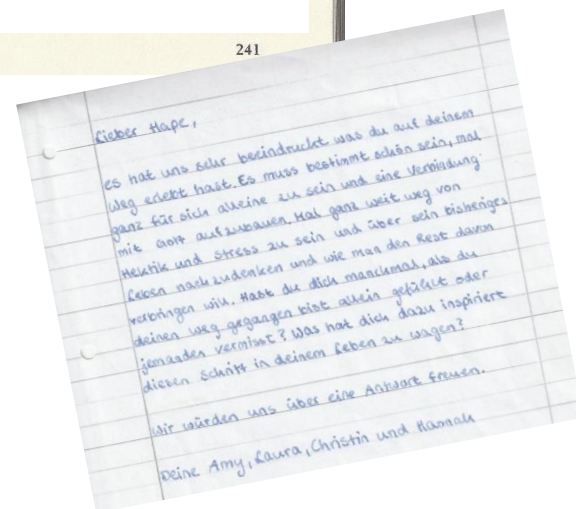 241
Lieber Hape,
es hat uns sehr beeindruckt was du auf deinem
Weg erlebt hast. Es muss bestimmt schön sein, mal
ganz für sich alleine zu sein und eine Verbindung
mit Gott aufzubauen. Mal ganz weit weg von
Hektik und Stress zu sein und über sein bisheriges
Leben nachzudenken und wie man den Rest davon
verbringen will. Hast du dich manchmal, als du
deinen Weg gegangen bist allein gefühlt oder
jemanden vermisst? Was hat dich dazu inspiriert
diesen Schritt in deinem Leben zu wagen?
Wir würden uns über eine Antwort freuen.
Deine Amy, Laura, Christin und Hannah